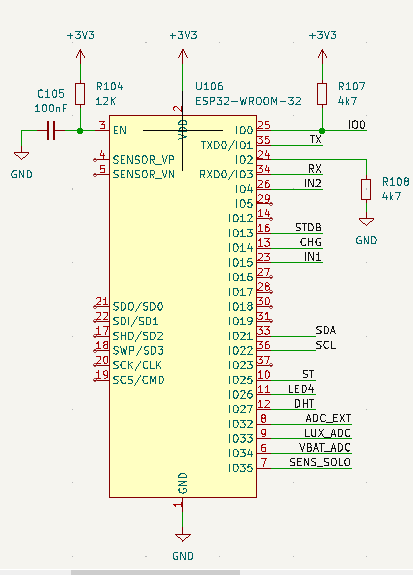 +3V3 +3V3 +3V3
C105
100nF
R104
12K
U106
ESP32-WROOM-32
R107
4k7
2
VDD
3 EN
IO0 25 IO0
TXD0/IO1 35 TX
4 SENSOR_VP
IO2 24
5 SENSOR_VN
RXD0/IO3 34 RX
IO4 26 IN2
R108
4k7
IO5 29
IO12 14
IO13 16 STDB
IO14 13 CHG
IO15 23 IN1
IO16 27
IO17 28
21 SDO/SD0
IO18 30
22 SDI/SD1
IO19 31
17 SHD/SD2
IO21 33 SDA
18 SWP/SD3
IO22 36 SCL
20 SCK/CLK
IO23 37
19 SCS/CMD
IO25 10 ST
IO26 11 LED4
IO27 12 DHT
IO32 8 ADC_EXT
IO33 9 LUX_ADC
IO34 6 VBAT_ADC
IO35 7 SENS_SOLO
GND
1
GND
GND
GND